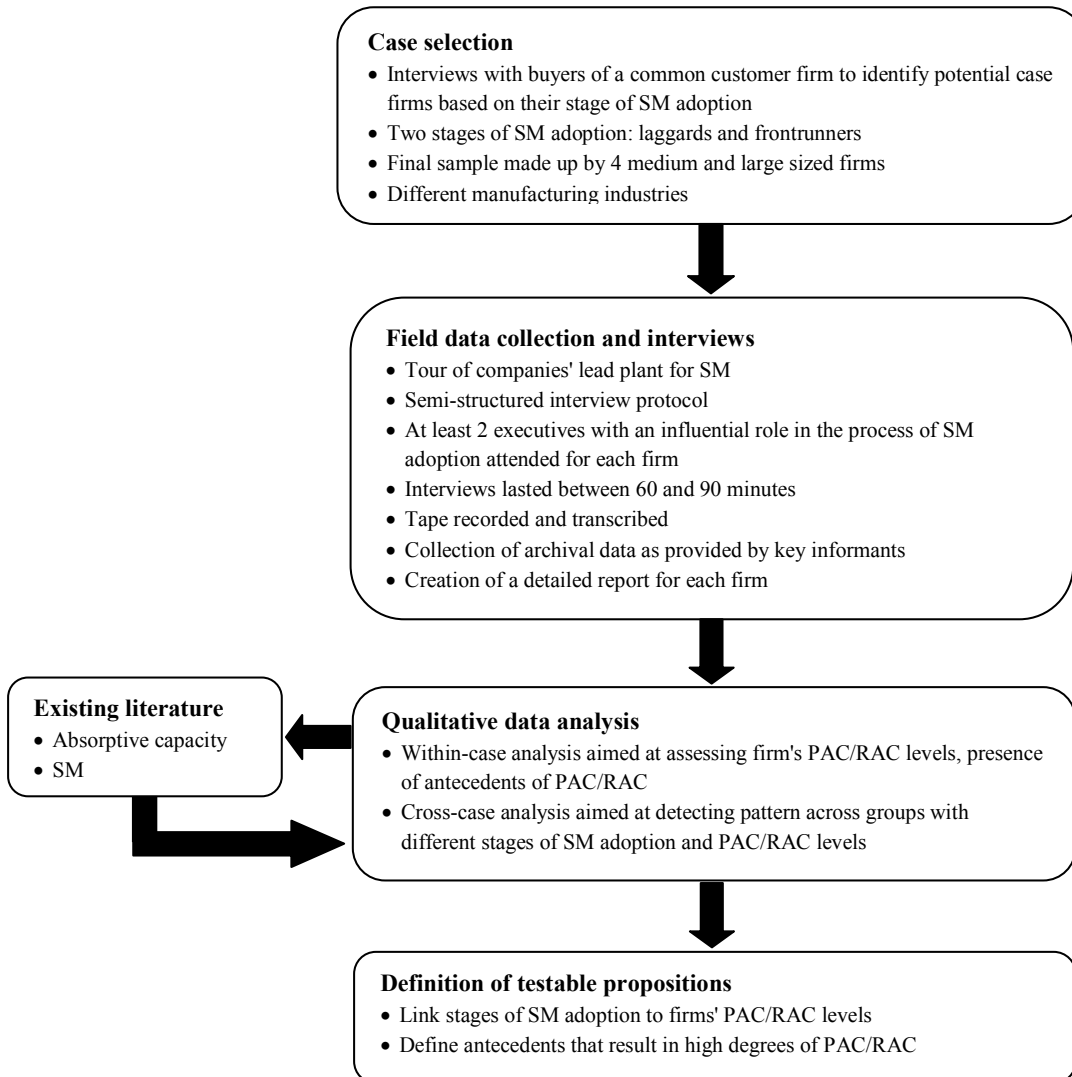 Case selection
• Interviews with buyers of a common customer firm to identify potential case
firms based on their stage of SM adoption
• Two stages of SM adoption: laggards and frontrunners
• Final sample made up by 4 medium and large sized firms
• Different manufacturing industries
Field data collection and interviews
• Tour of companies' lead plant for SM
• Semi-structured interview protocol
• At least 2 executives with an influential role in the process of SM
adoption attended for each firm
• Interviews lasted between 60 and 90 minutes
• Tape recorded and transcribed
• Collection of archival data as provided by key informants
• Creation of a detailed report for each firm
Existing literature
• Absorptive capacity
• SM
Qualitative data analysis
• Within-case analysis aimed at assessing firm's PAC/RAC levels, presence
of antecedents of PAC/RAC
• Cross-case analysis aimed at detecting pattern across groups with
different stages of SM adoption and PAC/RAC levels
Definition of testable propositions
• Link stages of SM adoption to firms' PAC/RAC levels
• Define antecedents that result in high degrees of PAC/RAC